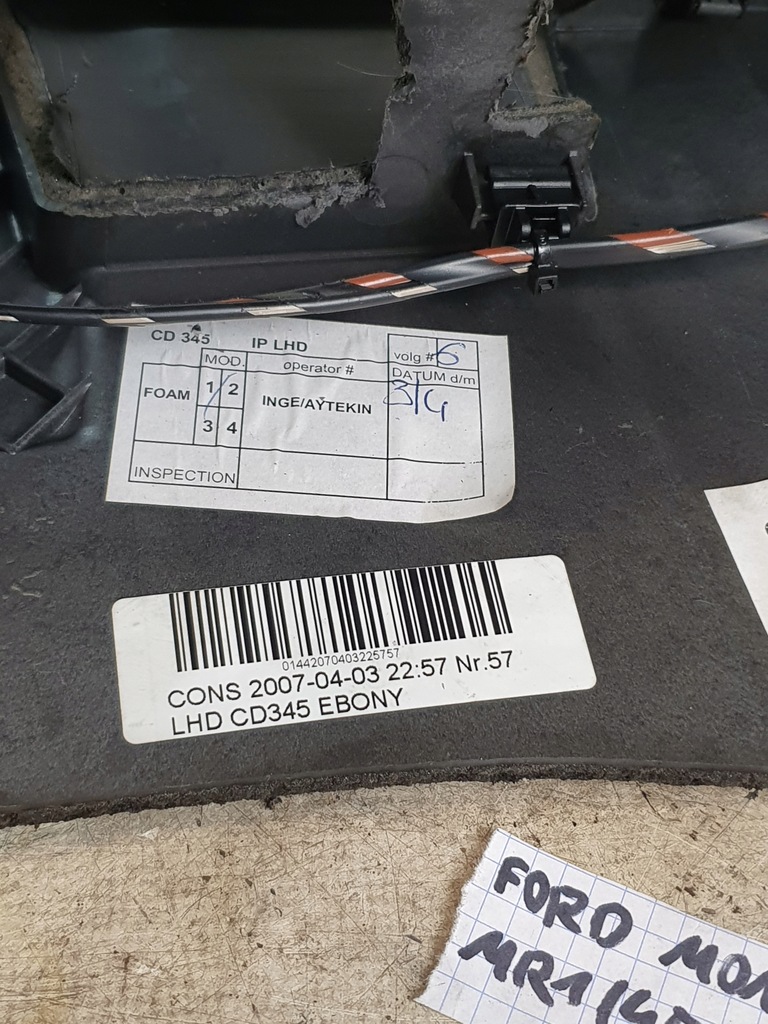 CD 345 IP LHD
volg # 6
MOD. operator # DATUM d/m
FOAM 1 2 INGE/AYTEKIN 3/4
3 4
INSPECTION
01442070403225757
CONS 2007-04-03 22:57 Nr.57
LHD CD345 EBONY
FORD MON
MR1/